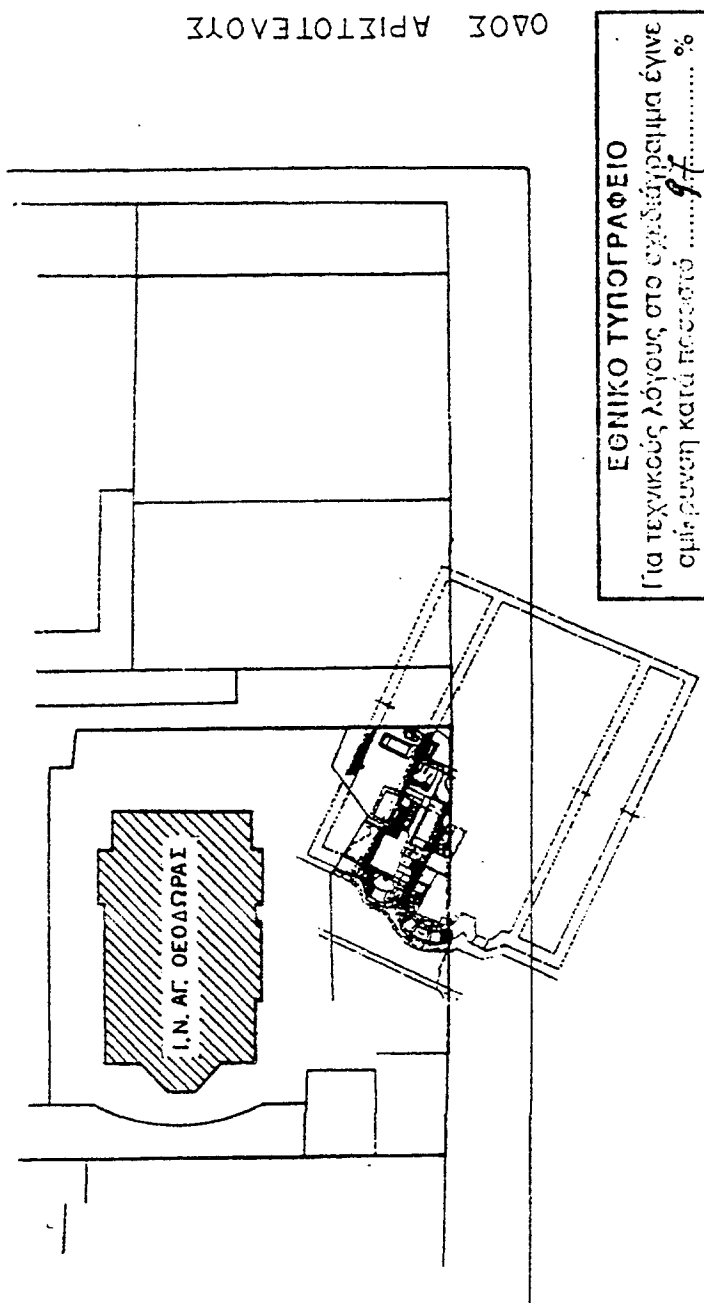 ΟΔΟΣ ΑΡΙΣΤΟΤΕΛΟΥΣ
Ι.Ν. ΑΓ. ΘΕΟΔΩΡΑΣ
ΕΘΝΙΚΟ ΤΥΠΟΓΡΑΦΕΙΟ
Για τεχνικούς λόγους στο σχεδιάγραμμα έγινε
σμίκρυνση κατά ποσοστό .................... %